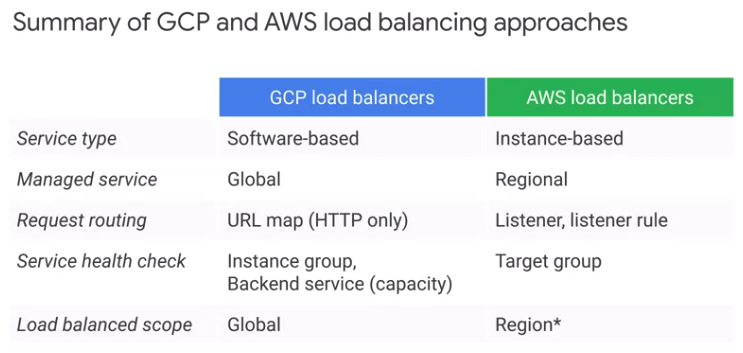 Summary of GCP and AWS load balancing approaches
GCP load balancers AWS load balancers
Service type Software-based Instance-based
Managed service Global Regional
Request routing URL map (HTTP only) Listener, listener rule
Service health check Instance group, Target group
Backend service (capacity)
Load balanced scope Global Region*